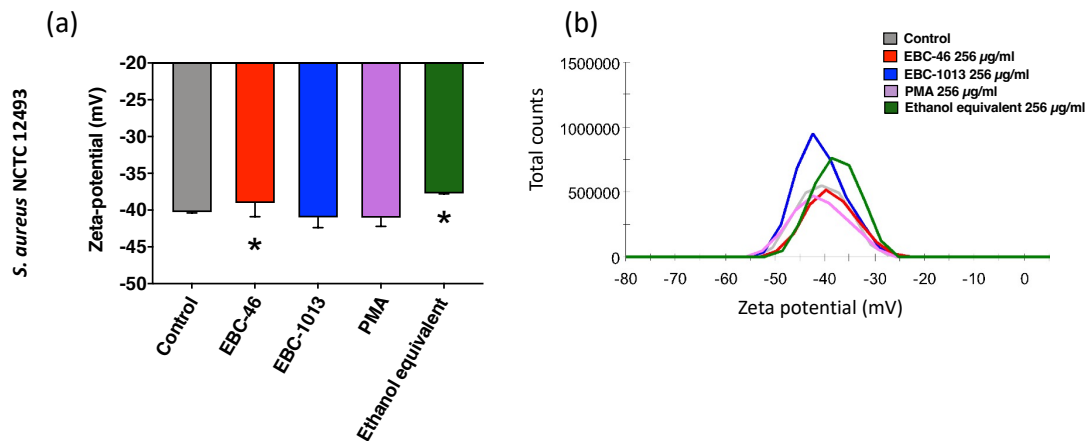 (a)
S. aureus NCTC 12493
Zeta-potential (mV)
-20
-25
-30
-35
-40
-45
-50
*
*
Control
EBC-46
EBC-1013
PMA
Ethanol equivalent
(b)
Control
EBC-46 256 µg/ml
EBC-1013 256 µg/ml
PMA 256 µg/ml
Ethanol equivalent 256 µg/ml
Total counts
1500000
1000000
500000
0
-80 -70 -60 -50 -40 -30 -20 -10 0
Zeta potential (mV)